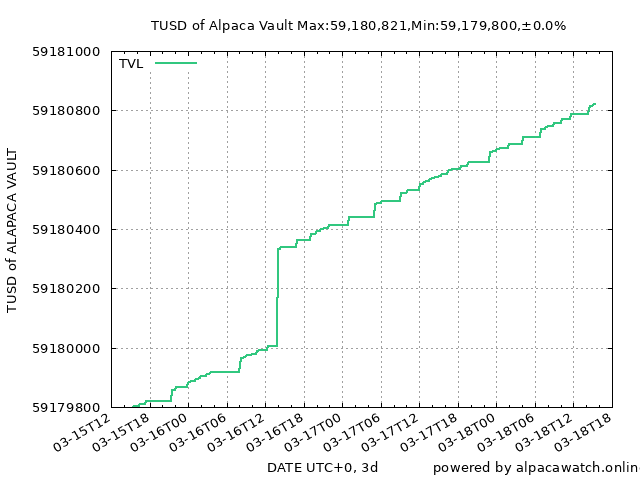 TUSD of Alpaca Vault Max:59,180,821,Min:59,179,800,±0.0%
TVL
TUSD of ALAPACA VAULT
59181000
59180800
59180600
59180400
59180200
59180000
59179800
03-15T12
03-15T18
03-16T00
03-16T06
03-16T12
03-16T18
03-17T00
03-17T06
03-17T12
03-17T18
03-18T00
03-18T06
03-18T12
03-18T18
DATE UTC+0, 3d
powered by alpacawatch.onlin